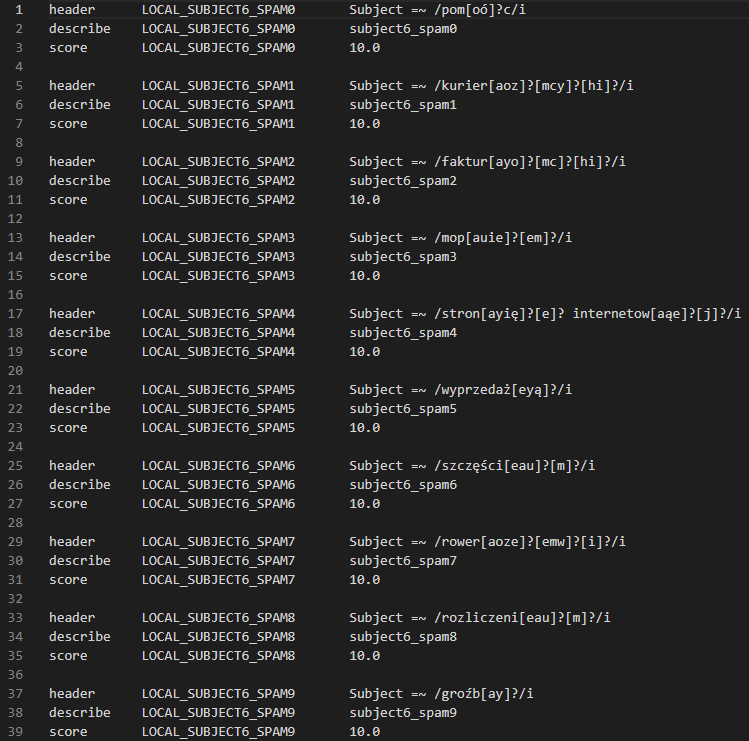 1 header LOCAL_SUBJECT6_SPAM0 Subject =~ /pom[oó]?c/i
2 describe LOCAL_SUBJECT6_SPAM0 subject6_spam0
3 score LOCAL_SUBJECT6_SPAM0 10.0
4
5 header LOCAL_SUBJECT6_SPAM1 Subject =~ /kurier[aoz]?[mcy]?[hi]?/i
6 describe LOCAL_SUBJECT6_SPAM1 subject6_spam1
7 score LOCAL_SUBJECT6_SPAM1 10.0
8
9 header LOCAL_SUBJECT6_SPAM2 Subject =~ /faktur[ayo]?[mc]?[hi]?/i
10 describe LOCAL_SUBJECT6_SPAM2 subject6_spam2
11 score LOCAL_SUBJECT6_SPAM2 10.0
12
13 header LOCAL_SUBJECT6_SPAM3 Subject =~ /mop[auie]?[em]?/i
14 describe LOCAL_SUBJECT6_SPAM3 subject6_spam3
15 score LOCAL_SUBJECT6_SPAM3 10.0
16
17 header LOCAL_SUBJECT6_SPAM4 Subject =~ /stron[ayię]?[e]? internetow[aąe]?[j]?/i
18 describe LOCAL_SUBJECT6_SPAM4 subject6_spam4
19 score LOCAL_SUBJECT6_SPAM4 10.0
20
21 header LOCAL_SUBJECT6_SPAM5 Subject =~ /wyprzedaż[eyą]?/i
22 describe LOCAL_SUBJECT6_SPAM5 subject6_spam5
23 score LOCAL_SUBJECT6_SPAM5 10.0
24
25 header LOCAL_SUBJECT6_SPAM6 Subject =~ /szczęści[eau]?[m]?/i
26 describe LOCAL_SUBJECT6_SPAM6 subject6_spam6
27 score LOCAL_SUBJECT6_SPAM6 10.0
28
29 header LOCAL_SUBJECT6_SPAM7 Subject =~ /rower[aoze]?[emw]?[i]?/i
30 describe LOCAL_SUBJECT6_SPAM7 subject6_spam7
31 score LOCAL_SUBJECT6_SPAM7 10.0
32
33 header LOCAL_SUBJECT6_SPAM8 Subject =~ /rozliczeni[eau]?[m]?/i
34 describe LOCAL_SUBJECT6_SPAM8 subject6_spam8
35 score LOCAL_SUBJECT6_SPAM8 10.0
36
37 header LOCAL_SUBJECT6_SPAM9 Subject =~ /groźb[ay]?/i
38 describe LOCAL_SUBJECT6_SPAM9 subject6_spam9
39 score LOCAL_SUBJECT6_SPAM9 10.0